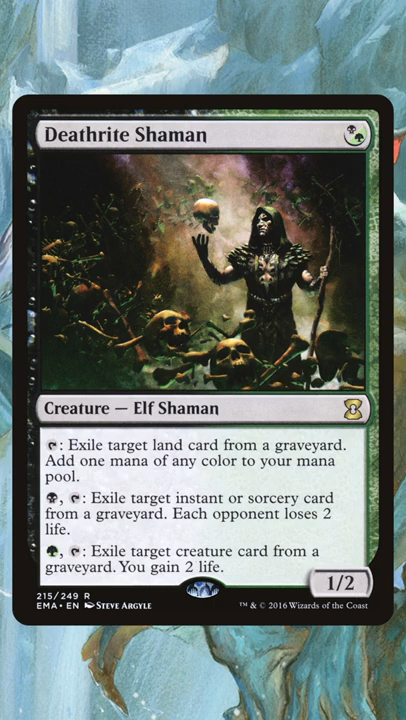 Deathrite Shaman
Creature — Elf Shaman
: Exile target land card from a graveyard.
Add one mana of any color to your mana
pool.
, : Exile target instant or sorcery card
from a graveyard. Each opponent loses 2
life.
, : Exile target creature card from a
graveyard. You gain 2 life.
1/2
215/249 R
EMA • EN Steve Argyle
™ & © 2016 Wizards of the Coast